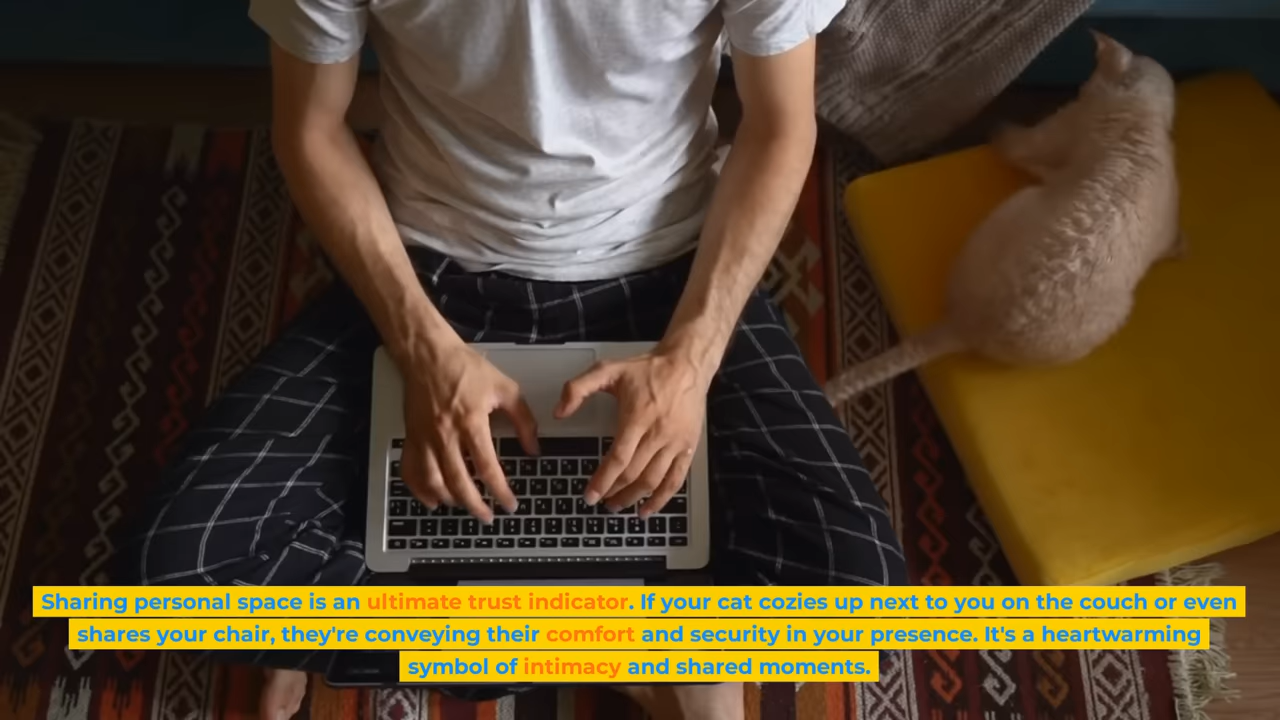 Sharing personal space is an ultimate trust indicator. If your cat cozies up next to you on the couch or even
shares your chair, they're conveying their comfort and security in your presence. It's a heartwarming
symbol of intimacy and shared moments.